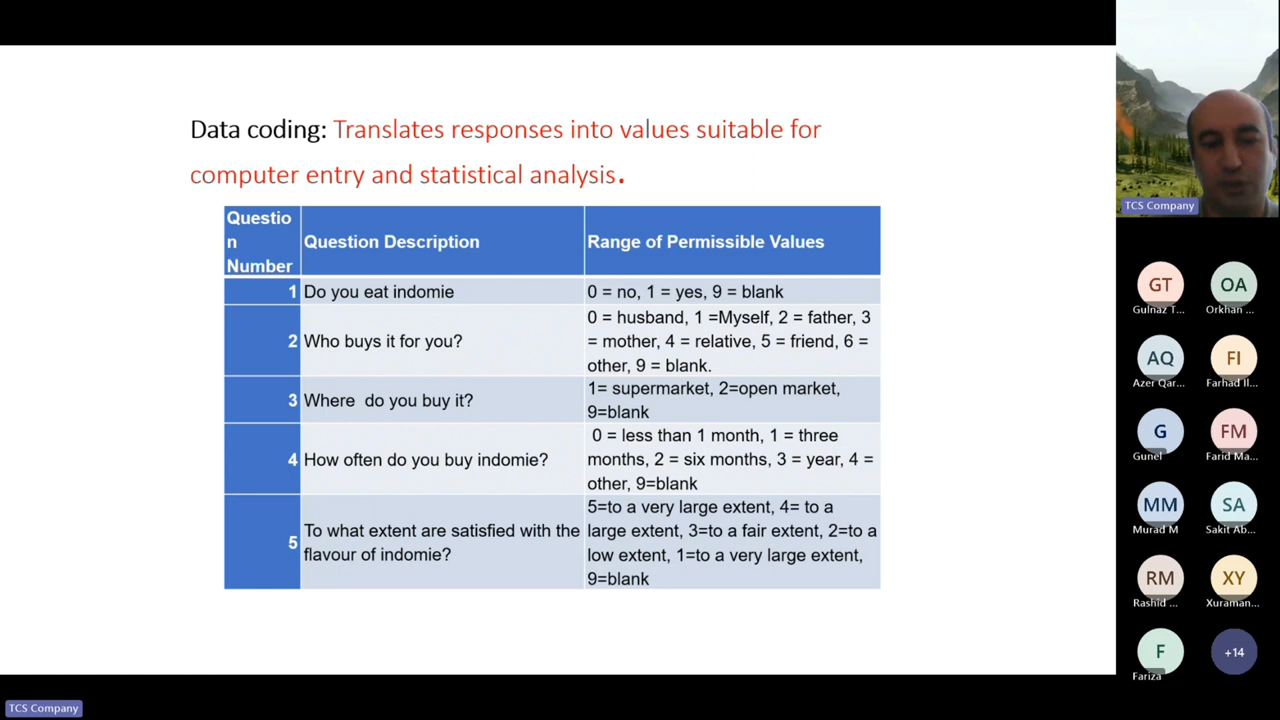 Data coding: Translates responses into values suitable for
computer entry and statistical analysis.
Questio
n
Number
Question Description
Range of Permissible Values
1
Do you eat indomie
0 = no, 1 = yes, 9 = blank
2
Who buys it for you?
0 = husband, 1 =Myself, 2 = father, 3
= mother, 4 = relative, 5 = friend, 6 =
other, 9 = blank.
3
Where do you buy it?
1= supermarket, 2=open market,
9=blank
4
How often do you buy indomie?
0 = less than 1 month, 1 = three
months, 2 = six months, 3 = year, 4 =
other, 9=blank
5
To what extent are satisfied with the
flavour of indomie?
5=to a very large extent, 4= to a
large extent, 3=to a fair extent, 2=to a
low extent, 1=to a very large extent,
9=blank
TCS Company
GT
Gulnaz T...
OA
Orkhan ...
AQ
Azer Qar...
FI
Farhad Il...
G
Gunel
FM
Farid Ma...
MM
Murad M
SA
Sakit Ab...
RM
Rashid ...
XY
Xuraman...
F
Fariza
+14
TCS Company